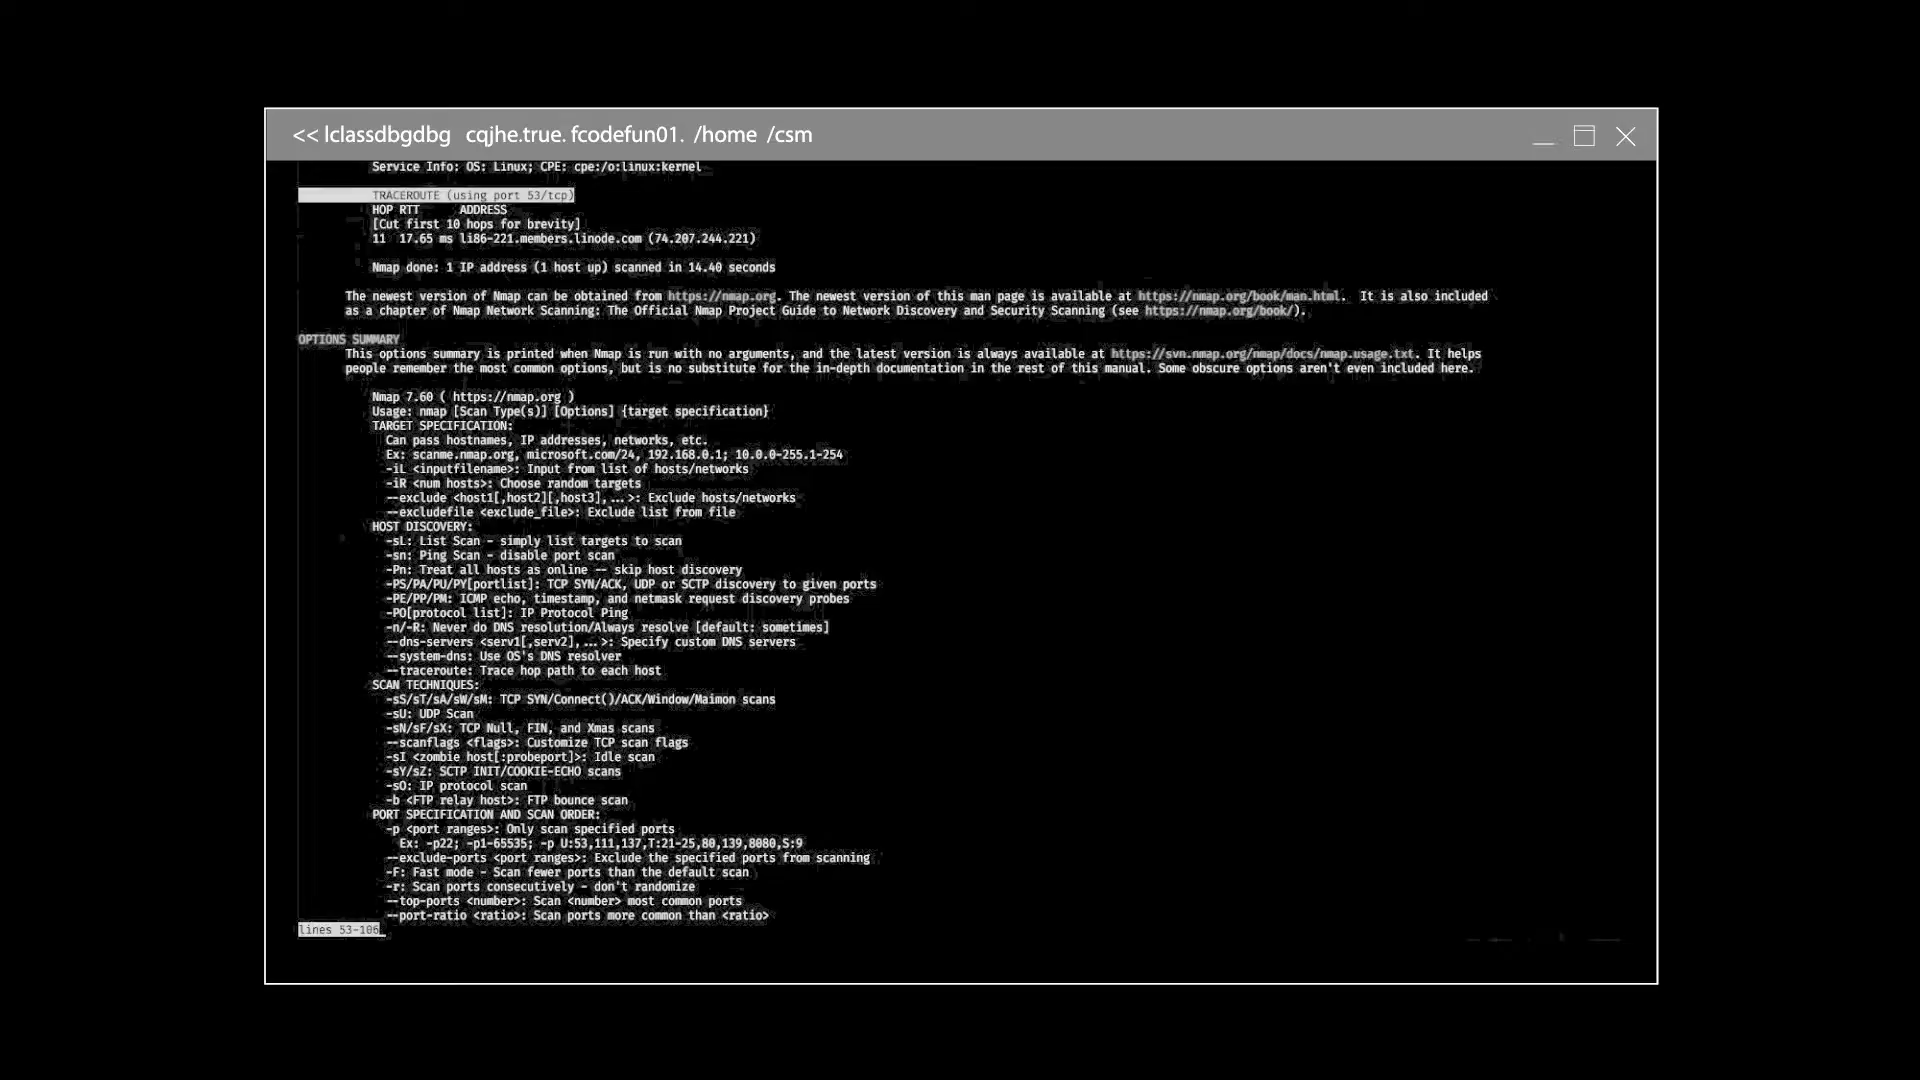 << lclassdbgdbg cqjhe.true. fcodefun01. /home /csm
Service Info: OS: Linux; CPE: cpe:/o:linux:kernel
TRACEROUTE (using port 53/tcp)
HOP RTT ADDRESS
[Cut first 10 hops for brevity]
11 17.65 ms li86-221.members.linode.com (74.207.244.221)
Nmap done: 1 IP address (1 host up) scanned in 14.40 seconds
The newest version of Nmap can be obtained from https://nmap.org. The newest version of this man page is available at https://nmap.org/book/man.html. It is also included
as a chapter of Nmap Network Scanning: The Official Nmap Project Guide to Network Discovery and Security Scanning (see https://nmap.org/book/).
OPTIONS SUMMARY
This options summary is printed when Nmap is run with no arguments, and the latest version is always available at https://svn.nmap.org/nmap/docs/nmap.usage.txt. It helps
people remember the most common options, but is no substitute for the in-depth documentation in the rest of this manual. Some obscure options aren't even included here.
Nmap 7.60 ( https://nmap.org )
Usage: nmap [Scan Type(s)] [Options] {target specification}
TARGET SPECIFICATION:
Can pass hostnames, IP addresses, networks, etc.
Ex: scanme.nmap.org, microsoft.com/24, 192.168.0.1; 10.0.0-255.1-254
-iL <inputfilename>: Input from list of hosts/networks
-iR <num hosts>: Choose random targets
--exclude <host1[,host2][,host3],...>: Exclude hosts/networks
--excludefile <exclude_file>: Exclude list from file
HOST DISCOVERY:
-sL: List Scan - simply list targets to scan
-sn: Ping Scan - disable port scan
-Pn: Treat all hosts as online -- skip host discovery
-PS/PA/PU/PY[portlist]: TCP SYN/ACK, UDP or SCTP discovery to given ports
-PE/PP/PM: ICMP echo, timestamp, and netmask request discovery probes
-PO[protocol list]: IP Protocol Ping
-n/-R: Never do DNS resolution/Always resolve [default: sometimes]
--dns-servers <serv1[,serv2],...>: Specify custom DNS servers
--system-dns: Use OS's DNS resolver
--traceroute: Trace hop path to each host
SCAN TECHNIQUES:
-sS/sT/sA/sW/sM: TCP SYN/Connect()/ACK/Window/Maimon scans
-sU: UDP Scan
-sN/sF/sX: TCP Null, FIN, and Xmas scans
--scanflags <flags>: Customize TCP scan flags
-sI <zombie host[:probeport]>: Idle scan
-sY/sZ: SCTP INIT/COOKIE-ECHO scans
-sO: IP protocol scan
-b <FTP relay host>: FTP bounce scan
PORT SPECIFICATION AND SCAN ORDER:
-p <port ranges>: Only scan specified ports
Ex: -p22; -p1-65535; -p U:53,111,137,T:21-25,80,139,8080,S:9
--exclude-ports <port ranges>: Exclude the specified ports from scanning
-F: Fast mode - Scan fewer ports than the default scan
-r: Scan ports consecutively - don't randomize
--top-ports <number>: Scan <number> most common ports
--port-ratio <ratio>: Scan ports more common than <ratio>
lines 53-106